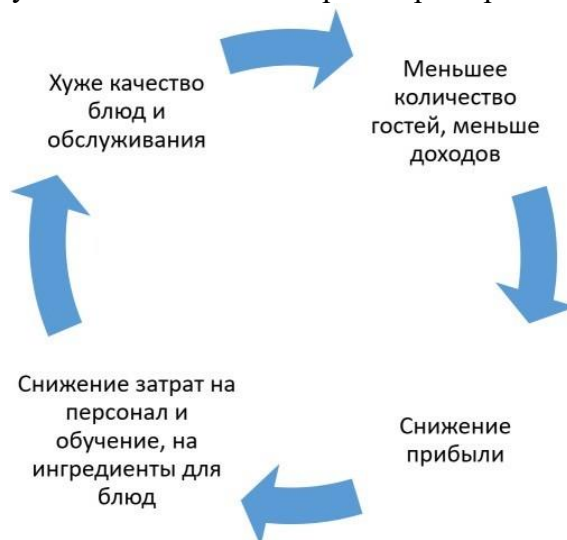 Хуже качество
блюд и
обслуживания
Меньшее
количество
гостей, меньше
доходов
Снижение
прибыли
Снижение затрат на
персонал и
обучение, на
ингредиенты для
блюд